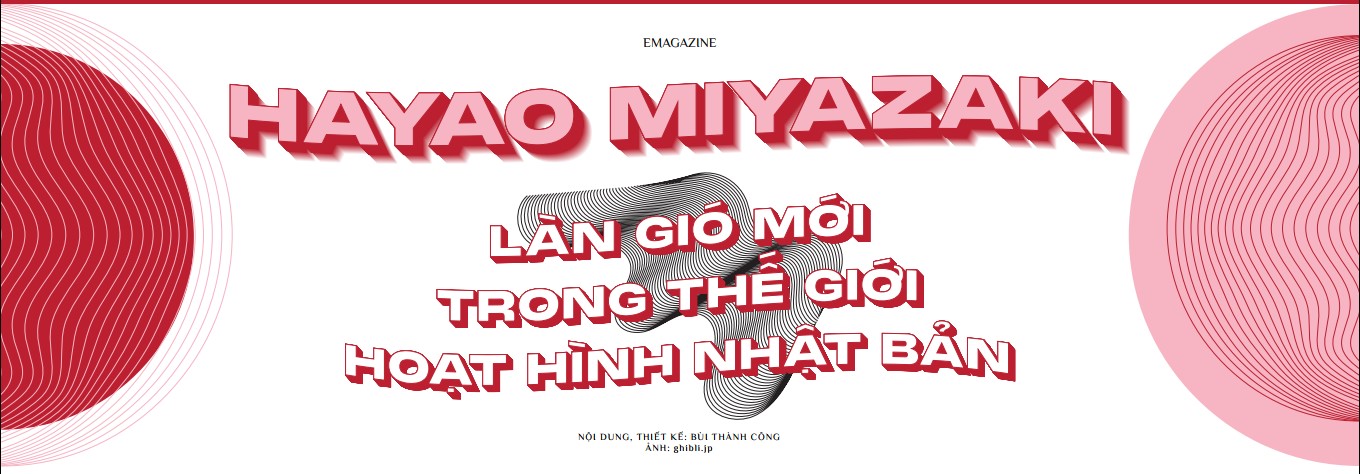 EMAGAZINE
HAYAO MIYAZAKI
LÀN GIÓ MỚI
TRONG THẾ GIỚI
HOẠT HÌNH NHẬT BẢN
NỘI DUNG, THIẾT KẾ: BÙI THÀNH CÔNG
ẢNH: ghibli.jp